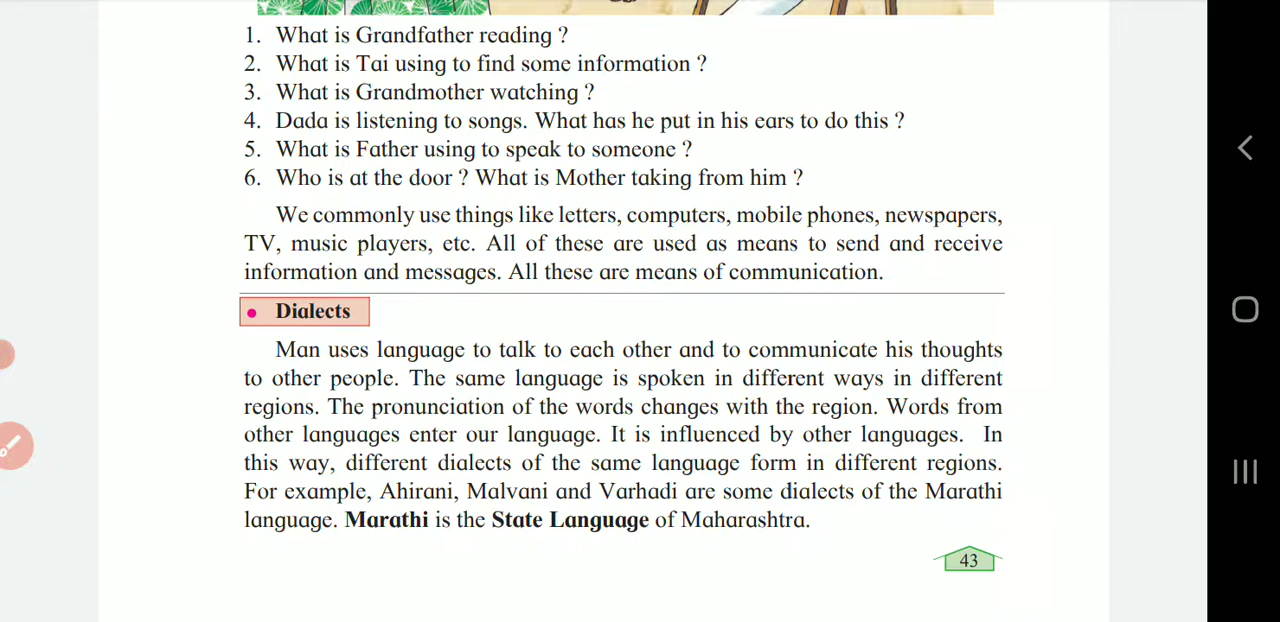 1. What is Grandfather reading ?
2. What is Tai using to find some information ?
3. What is Grandmother watching ?
4. Dada is listening to songs. What has he put in his ears to do this ?
5. What is Father using to speak to someone ?
6. Who is at the door ? What is Mother taking from him ?
We commonly use things like letters, computers, mobile phones, newspapers,
TV, music players, etc. All of these are used as means to send and receive
information and messages. All these are means of communication.
• Dialects
Man uses language to talk to each other and to communicate his thoughts
to other people. The same language is spoken in different ways in different
regions. The pronunciation of the words changes with the region. Words from
other languages enter our language. It is influenced by other languages. In
this way, different dialects of the same language form in different regions.
For example, Ahirani, Malvani and Varhadi are some dialects of the Marathi
language. Marathi is the State Language of Maharashtra.
43